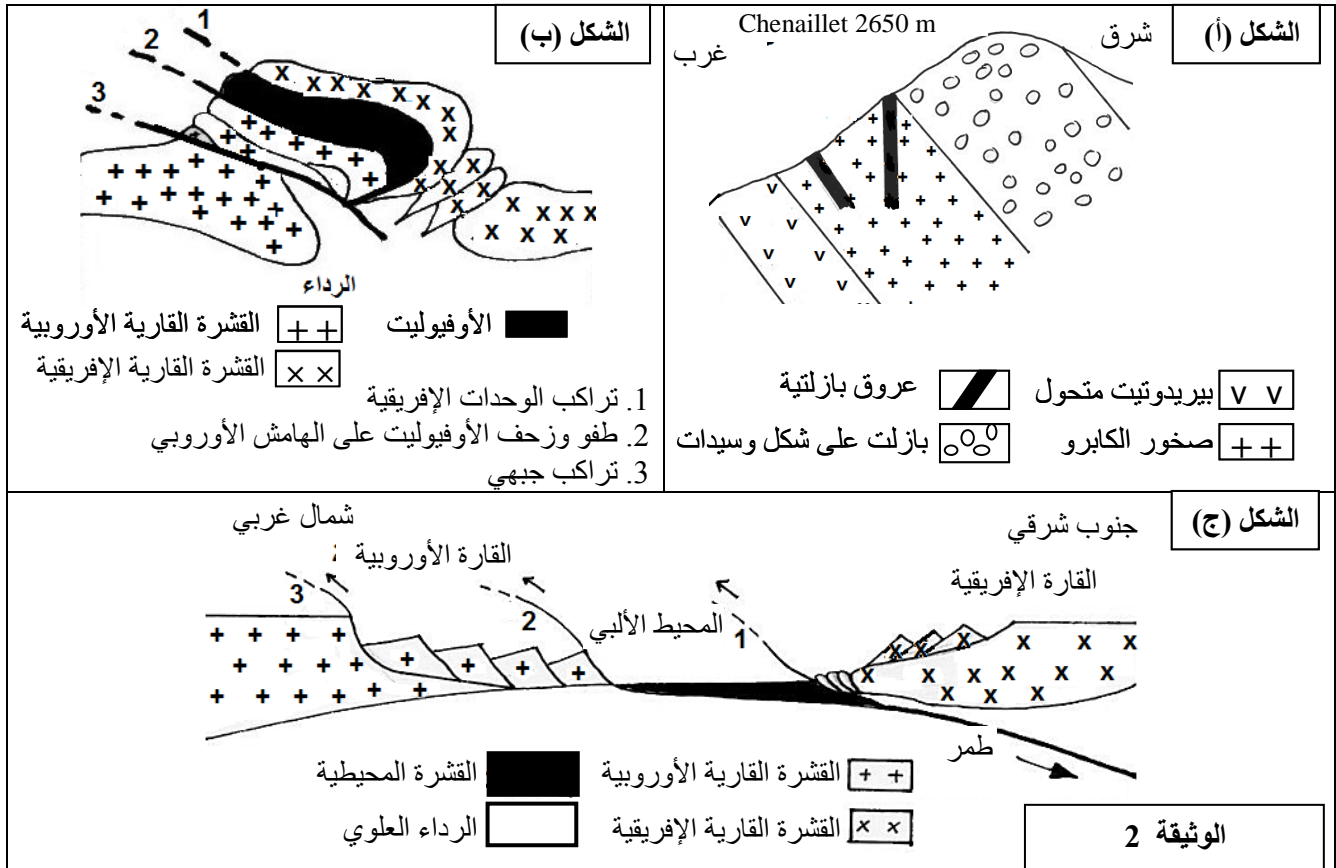 الشكل (أ)
Chenaillet 2650 m
شرق
غرب
v v بيريدوتيت متحول
عروق بازلتية
+ + صخور الكابرو
بازلت على شكل وسيدات
الشكل (ب)
1
2
3
الرداء
الأوفيوليت
+ + القشرة القارية الأوروبية
x x القشرة القارية الإفريقية
1. تراكب الوحدات الإفريقية
2. طفو وزحف الأوفيوليت على الهامش الأوروبي
3. تراكب جبهي
الشكل (ج)
جنوب شرقي
شمال غربي
القارة الإفريقية
القارة الأوروبية
المحيط الألبي
1
2
3
طمر
+ + القشرة القارية الأوروبية
القشرة المحيطية
x x القشرة القارية الإفريقية
الرداء العلوي
الوثيقة 2